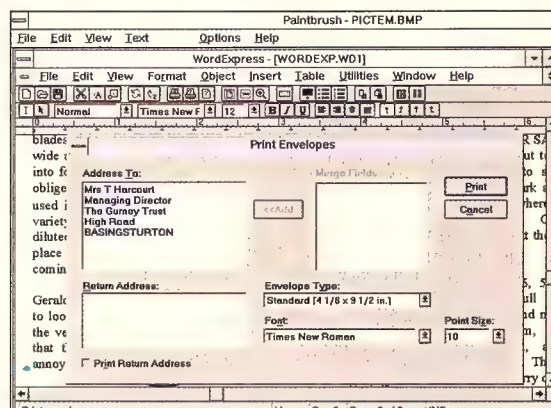 Paintbrush - PICTEM.BMP
File Edit View Text Options Help
WordExpress - [WORDEXP.WD1]
File Edit View Format Object Insert Table Utilities Window Help
Normal Times New F 12 B I U
blades
wide
into fo
oblige
used i
variety
dilute
place
comin
Gerald
to loo
the ve
that t
annoy
Print Envelopes
Address To:
Mrs T Harcourt
Managing Director
The Gurney Trust
High Road
BASINGSTURTON
<<Add
Merge Fields
Print
Cancel
Return Address:
Envelope Type:
Standard [4 1/8 x 9 1/2 in.]
Font:
Times New Roman
Point Size:
10
Print Return Address